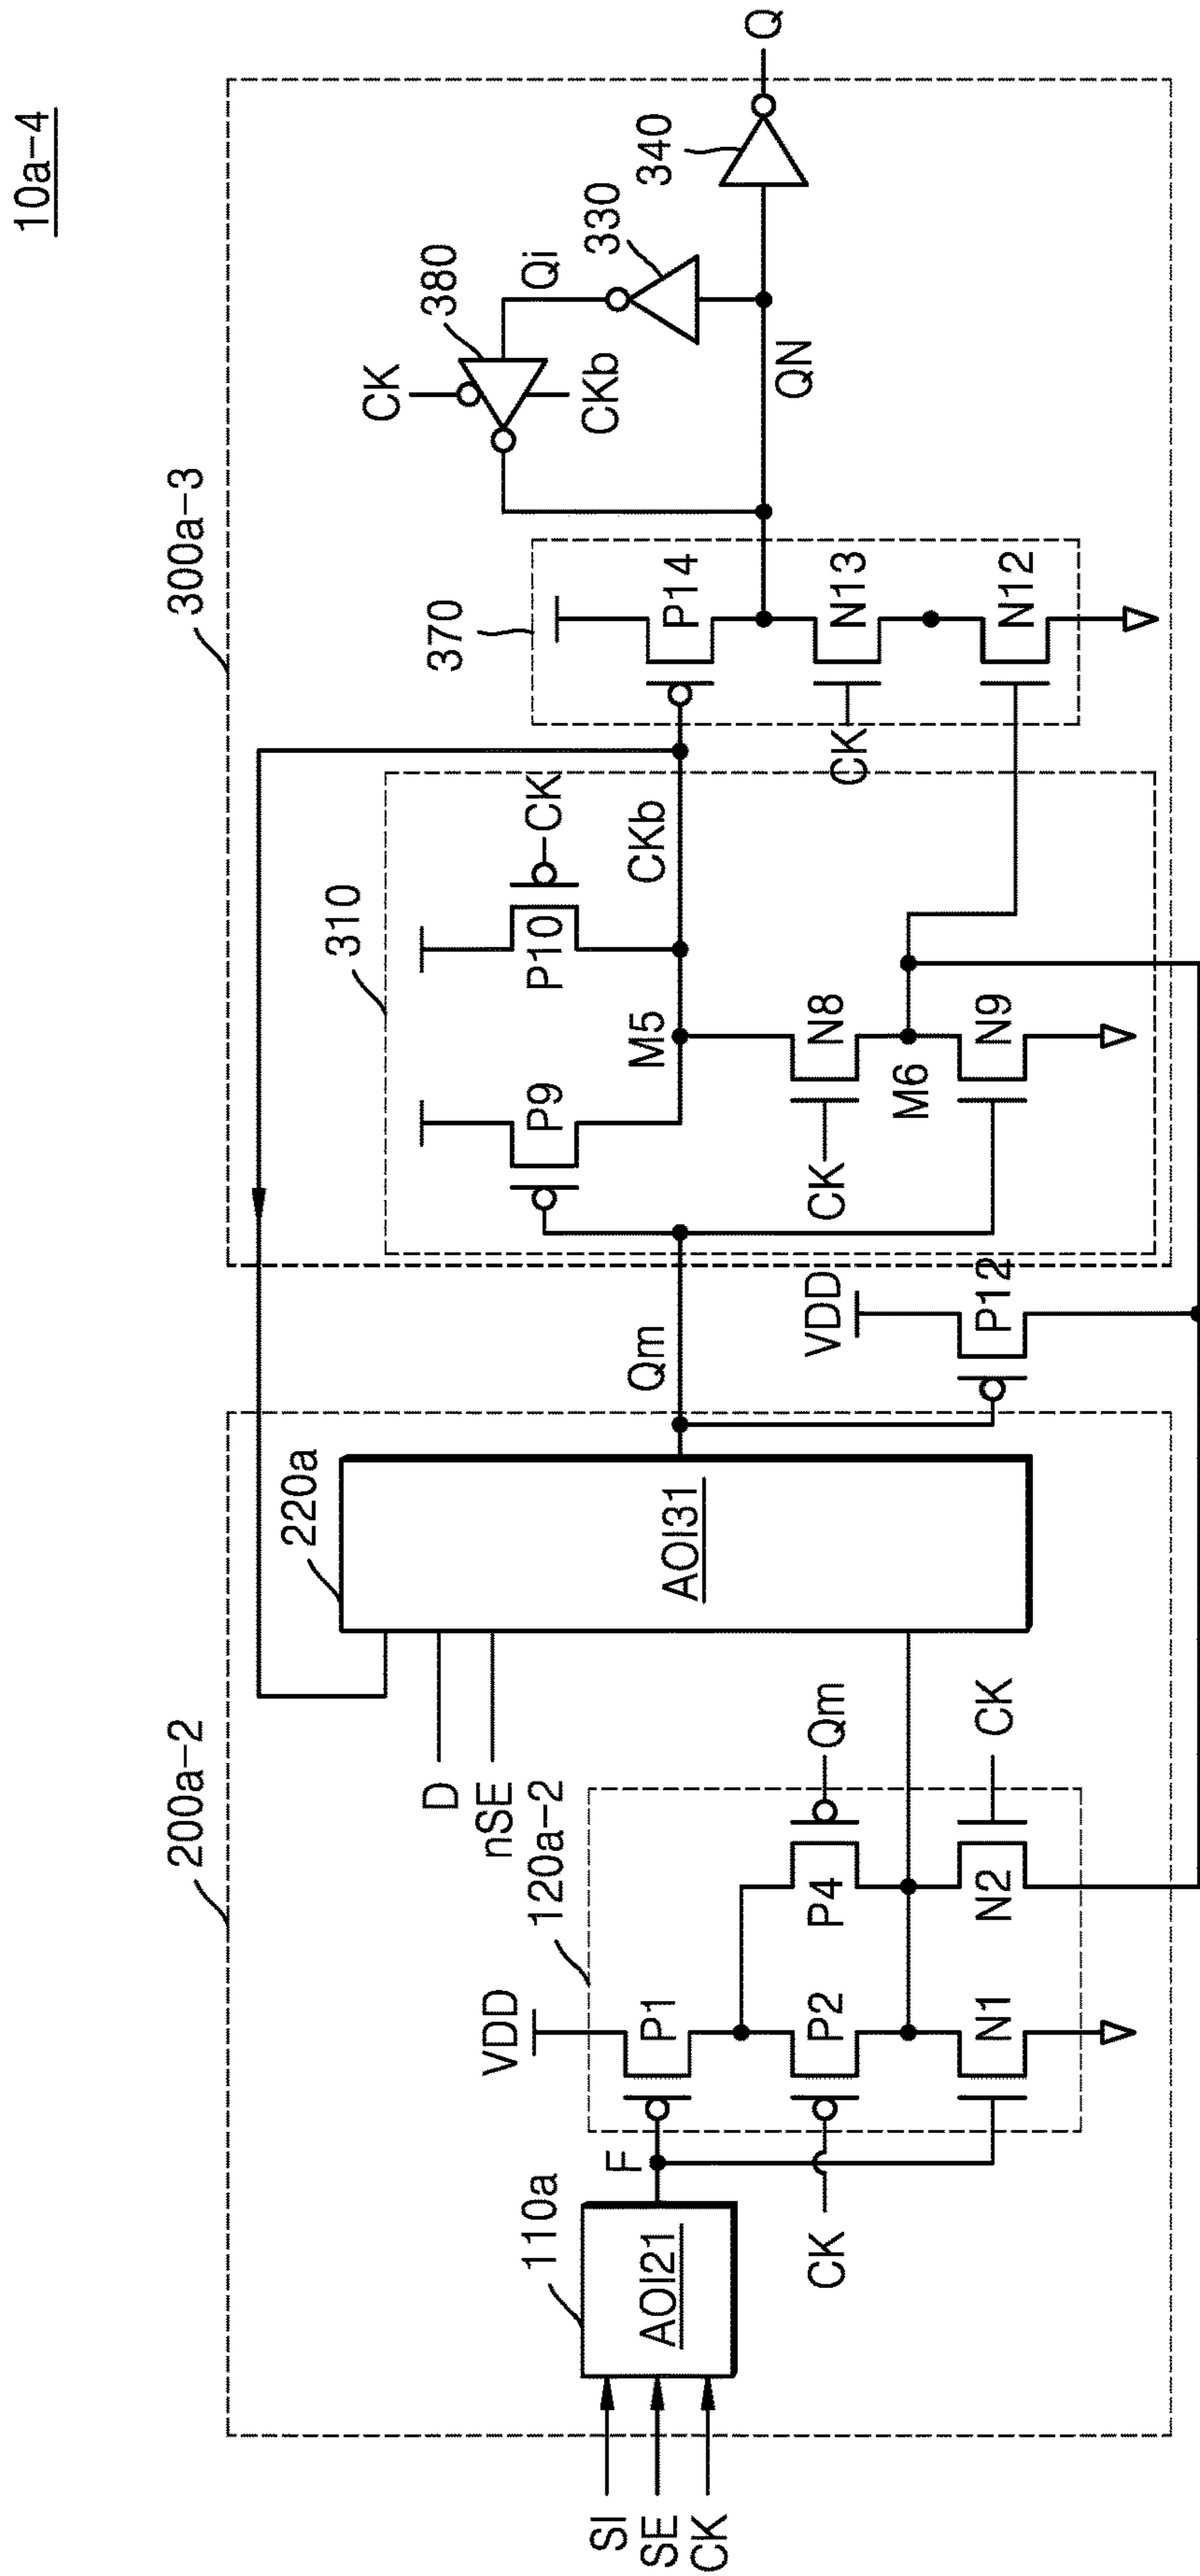 10a-4
200a-2
300a-3
SI
SE
CK
110a
AOI21
F
CK
VDD
P1
P2
N1
120a-2
P4
N2
Qm
CK
D
nSE
220a
AOI31
Qm
VDD
P12
310
P9
P10
CK
M5
CKb
CK
N8
M6
N9
370
P14
CK
N13
N12
CK
380
CKb
Qi
330
QN
340
Q